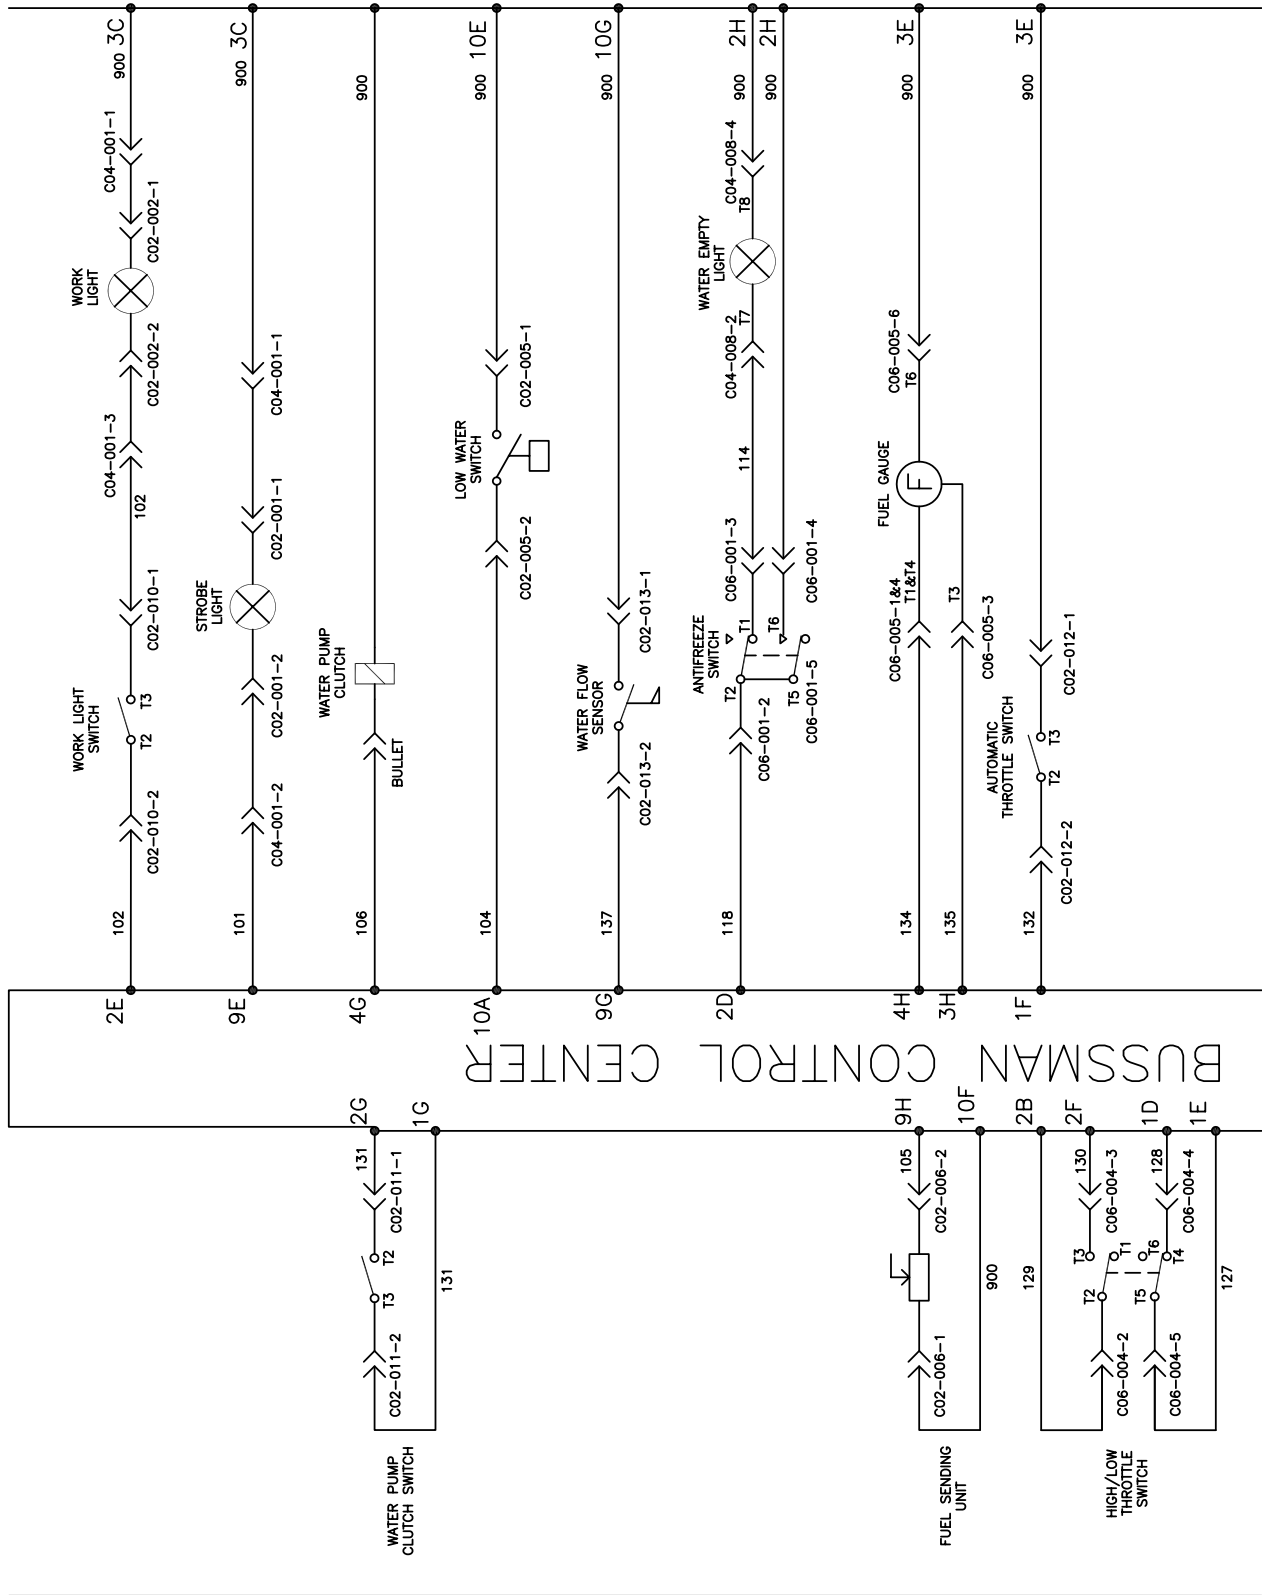 3C
900
C04-001-1
C02-002-1
WORK
LIGHT
C02-002-2
C04-001-3
102
C02-010-1
T3
WORK LIGHT
SWITCH
T2
C02-010-2
102
2E
3C
900
C04-001-1
C02-001-1
STROBE
LIGHT
C02-001-2
C04-001-2
101
9E
900
WATER PUMP
CLUTCH
BULLET
106
4G
10E
900
C02-005-1
LOW WATER
SWITCH
C02-005-2
104
10A
10G
900
C02-013-1
WATER FLOW
SENSOR
C02-013-2
137
9G
2H
2H
900
900
C04-008-4
T8
WATER EMPTY
LIGHT
T7
C04-008-2
114
C06-001-3
C06-001-4
T1
T6
ANTIFREEZE
SWITCH
T2
T5
C06-001-5
C06-001-2
118
2D
3E
900
C06-005-6
T6
FUEL GAUGE
F
T1&T4
C06-005-1&4
T3
C06-005-3
134
135
4H
3H
3E
900
C02-012-1
T3
AUTOMATIC
THROTTLE SWITCH
T2
C02-012-2
132
1F
BUSSMAN CONTROL CENTER
2G
1G
131
C02-011-1
T2
T3
131
C02-011-2
WATER PUMP
CLUTCH SWITCH
9H
10F
105
C02-006-2
900
C02-006-1
FUEL SENDING
UNIT
2B
2F
1D
1E
130
C06-004-3
128
C06-004-4
T3
T1
T6
T4
129
T2
T5
127
C06-004-2
C06-004-5
HIGH/LOW
THROTTLE
SWITCH